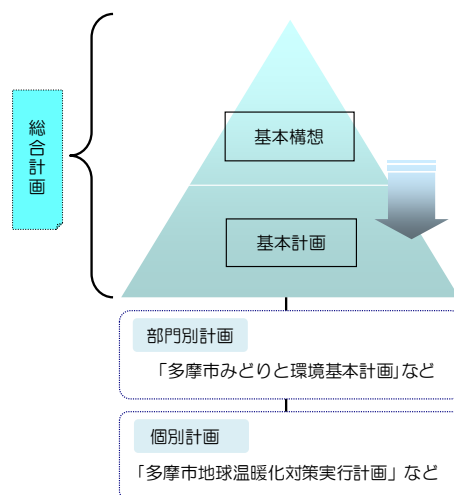 総合計画
基本構想
基本計画
部門別計画
「多摩市みどりと環境基本計画」など
個別計画
「多摩市地球温暖化対策実行計画」など